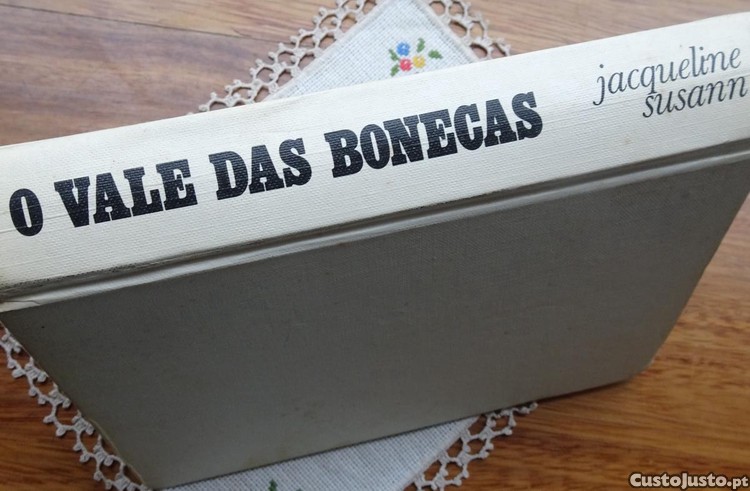 O VALE DAS BONECAS
jacqueline
susann
CustoJusto.pt